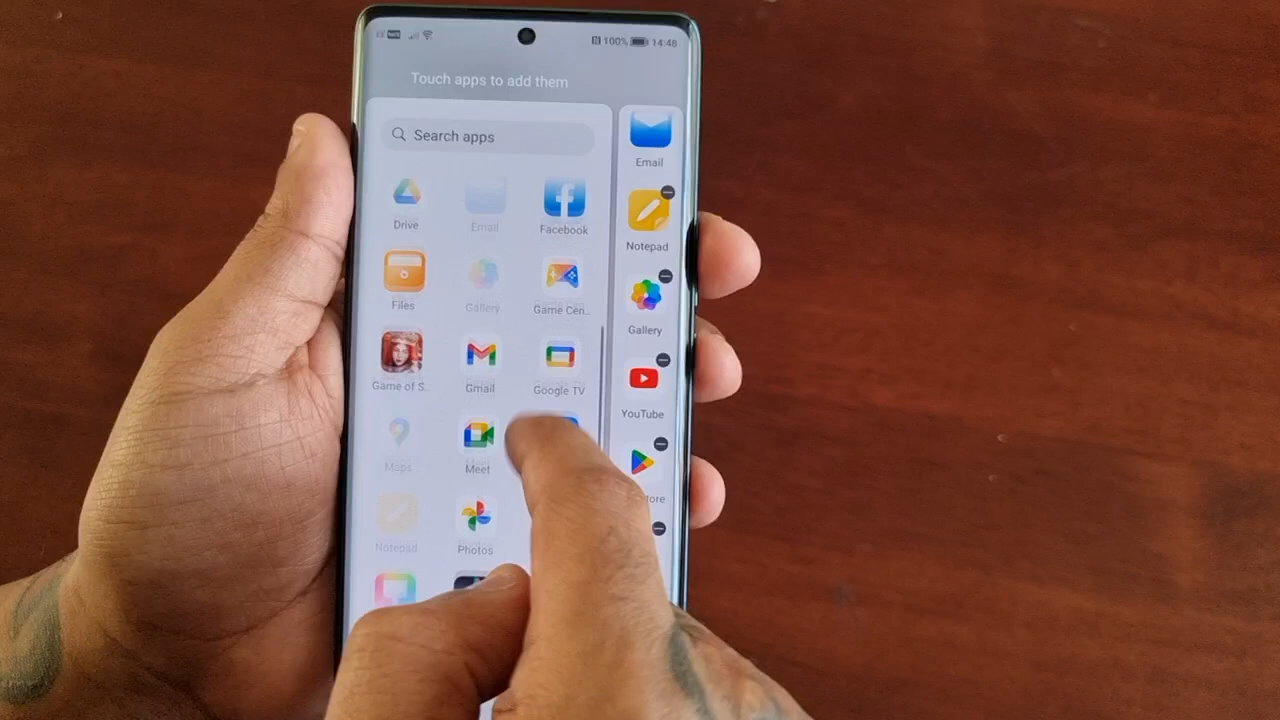 100% 14:48
Touch apps to add them
Search apps
Drive
Email
Facebook
Files
Gallery
Game Cen..
Game of S..
Gmail
Google TV
Maps
Meet
Notepad
Photos
Email
Notepad
Gallery
YouTube
tore